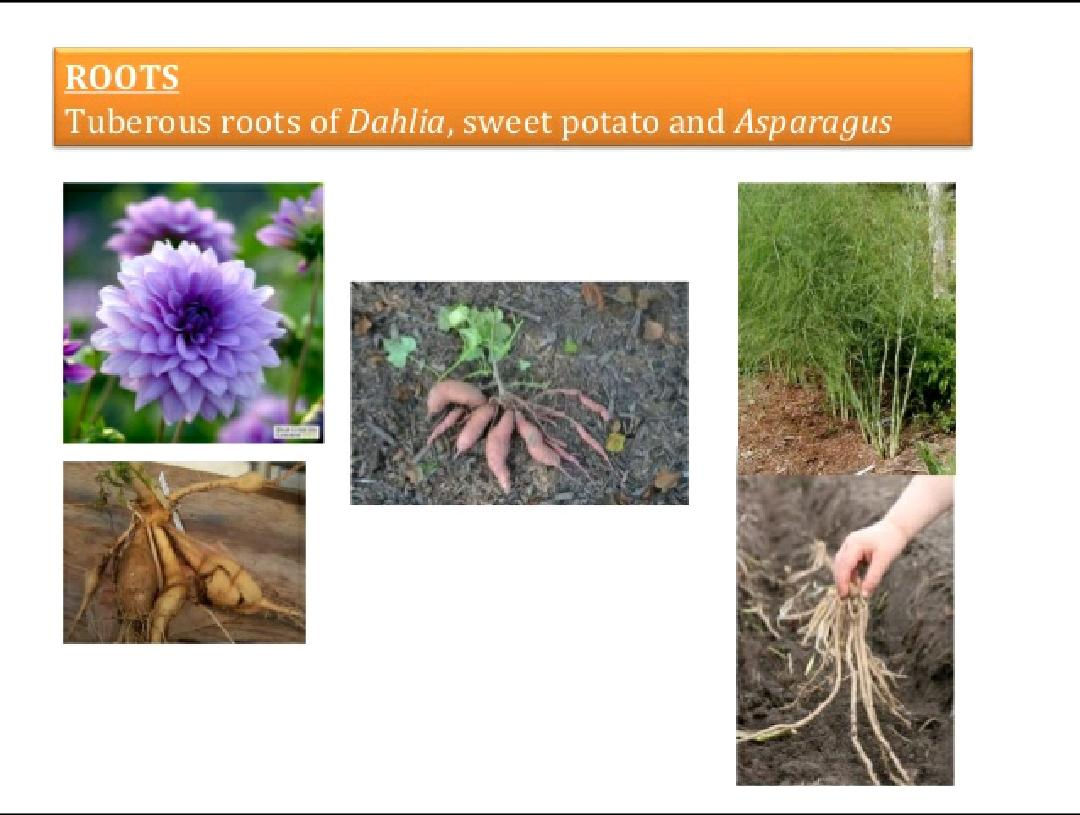 ROOTS
Tuberous roots of Dahlia, sweet potato and Asparagus